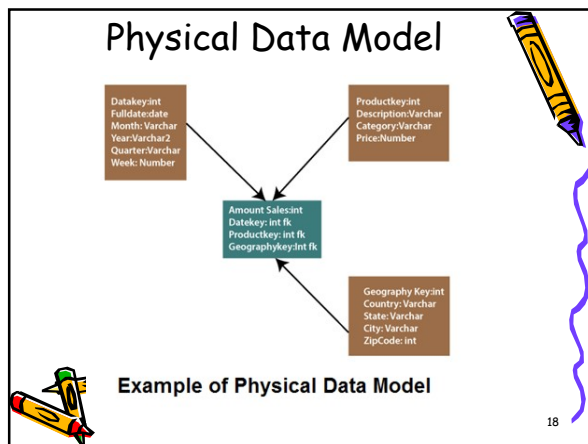 Physical Data Model
Datakey:int
Fulldate:date
Month: Varchar
Year:Varchar2
Quarter:Varchar
Week: Number
Productkey:int
Description:Varchar
Category:Varchar
Price:Number
Amount Sales:int
Datekey: int fk
Productkey: int fk
Geographykey:Int fk
Geography Key:int
Country: Varchar
State: Varchar
City: Varchar
ZipCode: int
Example of Physical Data Model
18